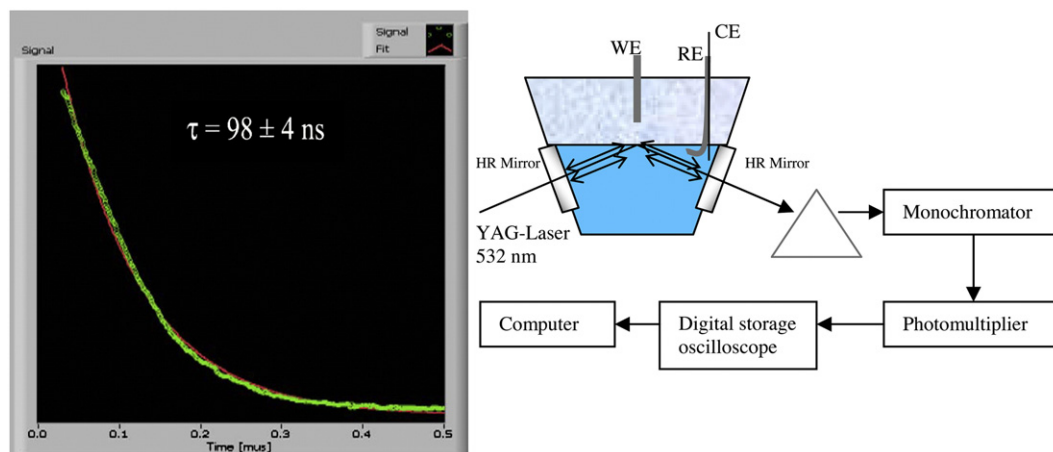 Signal
Signal
Fit
τ = 98 ± 4 ns
0.0 0.1 0.2 0.3 0.4 0.5
Time [mus]
WE
CE
RE
HR Mirror
HR Mirror
YAG-Laser
532 nm
Monochromator
Computer
Digital storage
oscilloscope
Photomultiplier